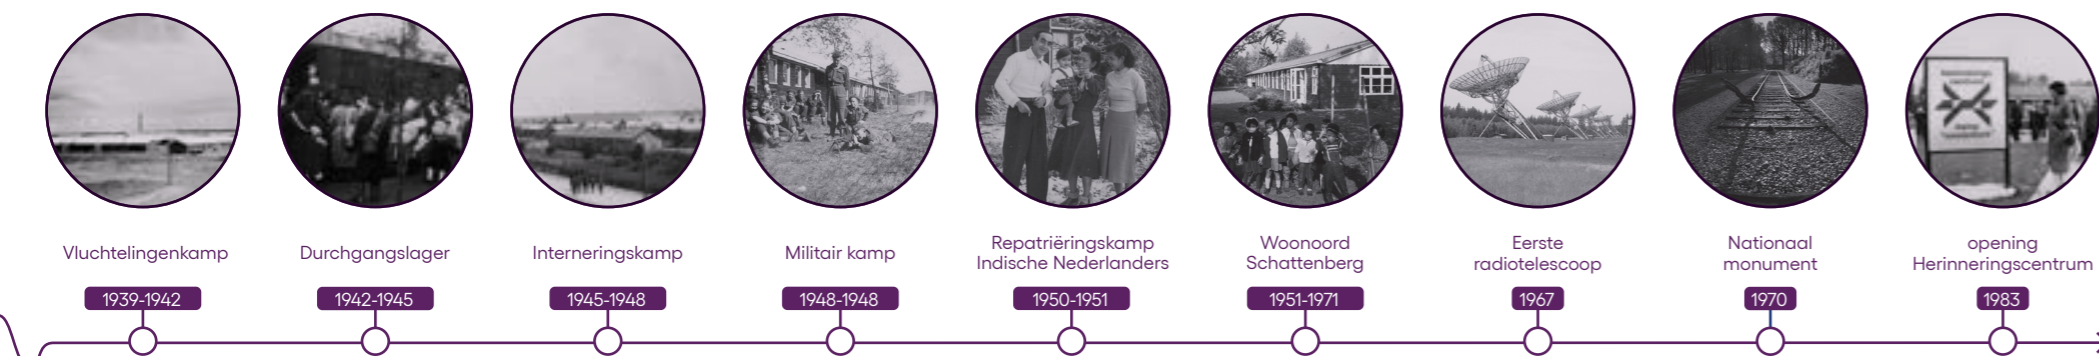 Vluchtelingenkamp
1939-1942
Durchgangslager
1942-1945
Interneringskamp
1945-1948
Militair kamp
1948-1948
Repatriëringskamp
Indische Nederlanders
1950-1951
Woonoord
Schattenberg
1951-1971
Eerste
radiotelescoop
1967
Nationaal
monument
1970
opening
Herinneringscentrum
1983